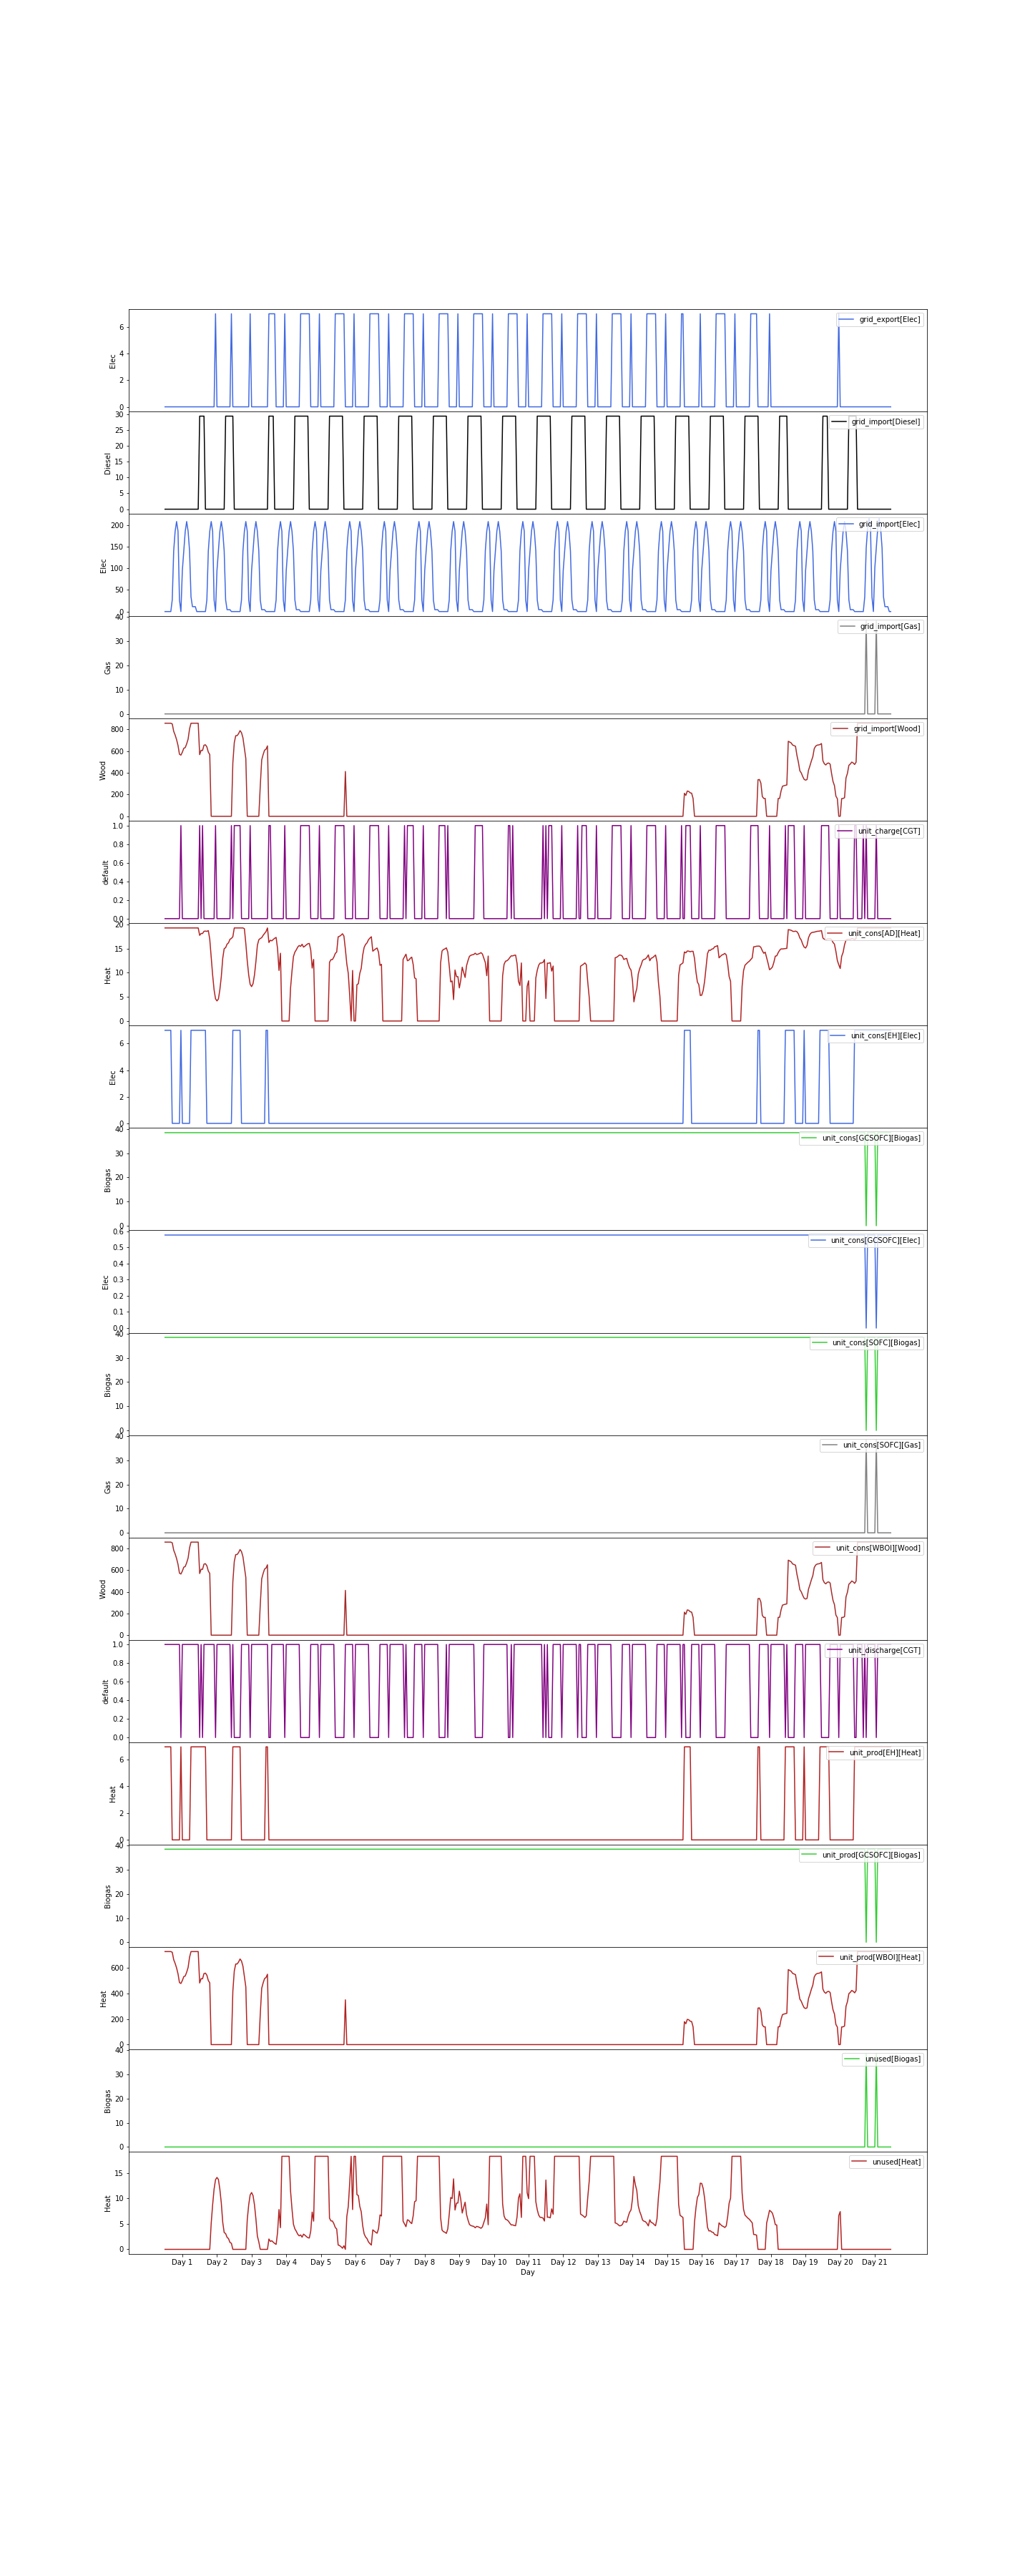 grid_export[Elec]
6
4
2
0
Elec
grid_import[Diesel]
30
25
20
15
10
5
0
Diesel
grid_import[Elec]
200
150
100
50
0
Elec
grid_import[Gas]
40
30
20
10
0
Gas
grid_import[Wood]
800
600
400
200
0
Wood
unit_charge[CGT]
1.0
0.8
0.6
0.4
0.2
0.0
default
unit_cons[AD][Heat]
20
15
10
5
0
Heat
unit_cons[EH][Elec]
6
4
2
0
Elec
unit_cons[GCSOFC][Biogas]
40
30
20
10
0
Biogas
unit_cons[GCSOFC][Elec]
0.6
0.5
0.4
0.3
0.2
0.1
0.0
Elec
unit_cons[SOFC][Biogas]
40
30
20
10
0
Biogas
unit_cons[SOFC][Gas]
40
30
20
10
0
Gas
unit_cons[WBOI][Wood]
800
600
400
200
0
Wood
unit_discharge[CGT]
1.0
0.8
0.6
0.4
0.2
0.0
default
unit_prod[EH][Heat]
6
4
2
0
Heat
unit_prod[GCSOFC][Biogas]
40
30
20
10
0
Biogas
unit_prod[WBOI][Heat]
600
400
200
0
Heat
unused[Biogas]
40
30
20
10
0
Biogas
unused[Heat]
15
10
5
0
Heat
Day 1 Day 2 Day 3 Day 4 Day 5 Day 6 Day 7 Day 8 Day 9 Day 10 Day 11 Day 12 Day 13 Day 14 Day 15 Day 16 Day 17 Day 18 Day 19 Day 20 Day 21
Day